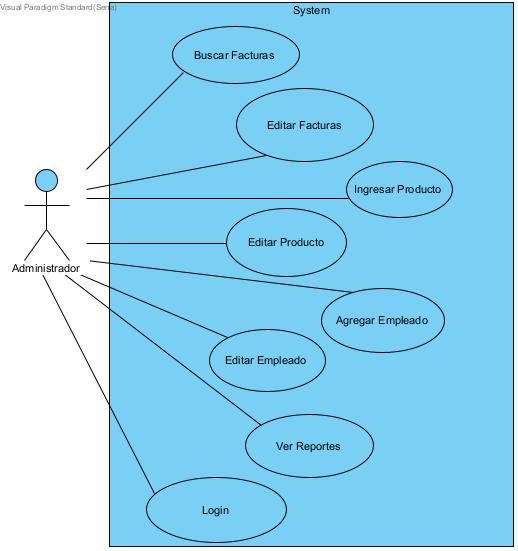 Visual Paradigm Standard(Sena)
System
Buscar Facturas
Editar Facturas
Ingresar Producto
Editar Producto
Administrador
Agregar Empleado
Editar Empleado
Ver Reportes
Login